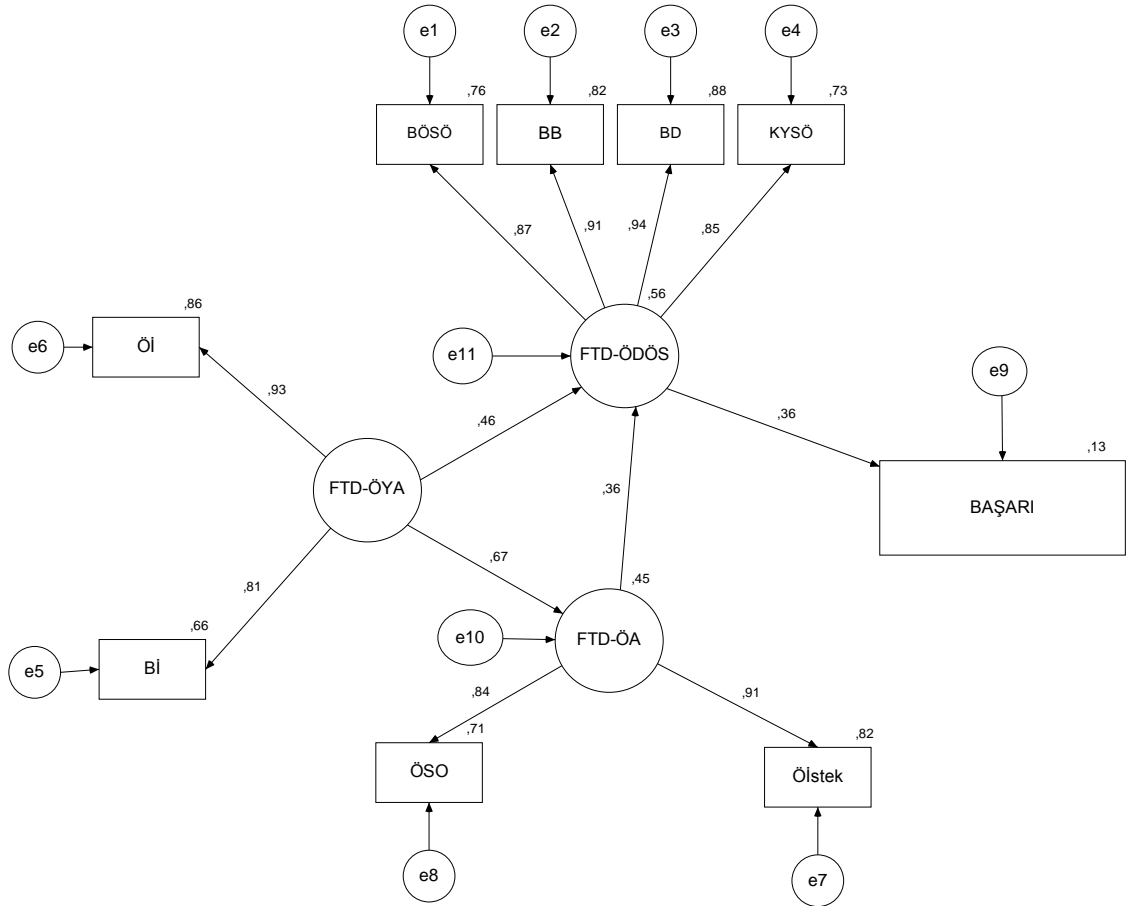 e1
e2
e3
e4
,76
,82
,88
,73
BÖSÖ
BB
BD
KYSÖ
,87
,91
,94
,85
,86
,56
Öİ
e6
FTD-ÖDÖS
e11
e9
,93
,46
,36
,13
FTD-ÖYA
,36
BAŞARI
,67
,81
,45
,66
e10
FTD-ÖA
e5
Bİ
,84
,91
,71
,82
ÖSO
Öİstek
e8
e7